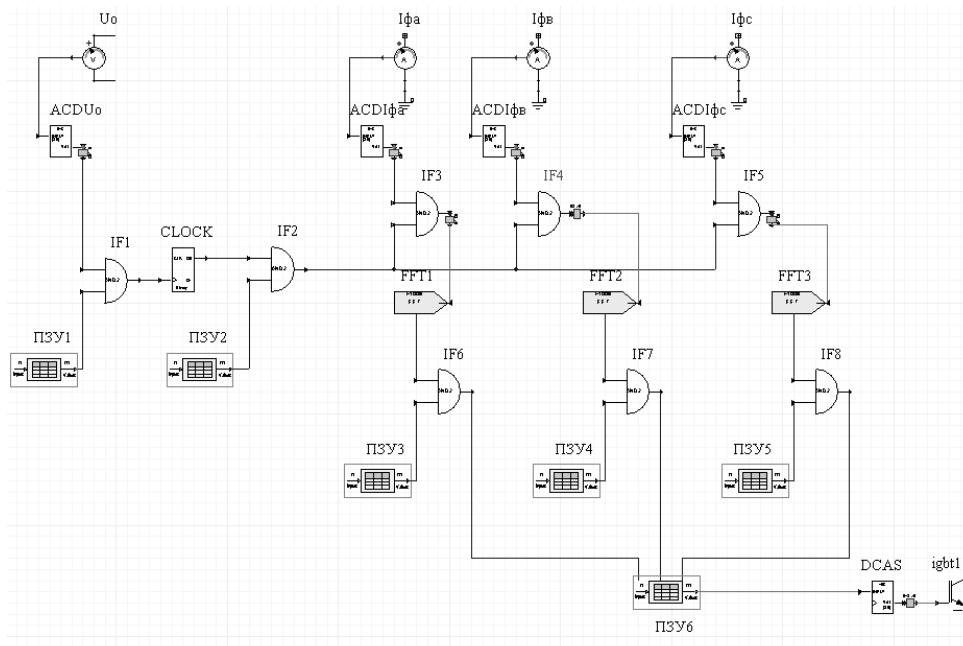 Uo
Iфа
Iфв
Iфс
V
A
A
A
ACDUo
ACDIфа
ACDIфв
ACDIфс
IF3
IF4
IF5
IF1
CLOCK
IF2
FFT1
FFT2
FFT3
ПЗУ1
ПЗУ2
n
m
n
m
IF6
IF7
IF8
ПЗУ3
ПЗУ4
ПЗУ5
n
m
n
m
n
m
DCAS
igbt1
n
m
ПЗУ6